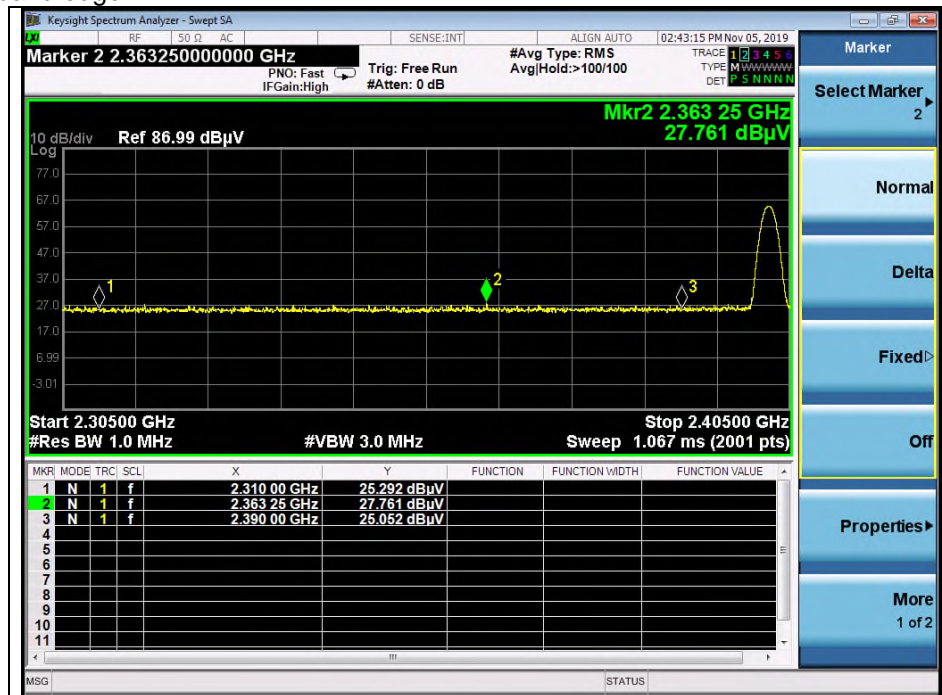 Keysight Spectrum Analyzer - Swept SA
LXI RF 50 Ω AC SENSE:INT ALIGN AUTO 02:43:15 PM Nov 05, 2019
Marker 2 2.363250000000 GHz
PNO: Fast
IFGain:High
Trig: Free Run
#Atten: 0 dB
#Avg Type: RMS
Avg|Hold:>100/100
TRACE 1 2 3 4 5 6
TYPE M WWWWW
DET P S N N N N
Mkr2 2.363 25 GHz
27.761 dBµV
10 dB/div Ref 86.99 dBµV
Log
77.0
67.0
57.0
47.0
37.0
27.0
17.0
6.99
-3.01
1
2
3
Start 2.30500 GHz Stop 2.40500 GHz
#Res BW 1.0 MHz #VBW 3.0 MHz Sweep 1.067 ms (2001 pts)
MKR MODE TRC SCL X Y FUNCTION FUNCTION WIDTH FUNCTION VALUE
1 N 1 f 2.310 00 GHz 25.292 dBµV
2 N 1 f 2.363 25 GHz 27.761 dBµV
3 N 1 f 2.390 00 GHz 25.052 dBµV
4
5
6
7
8
9
10
11
MSG STATUS
Marker
Select Marker
2
Normal
Delta
Fixed
Off
Properties
More
1 of 2